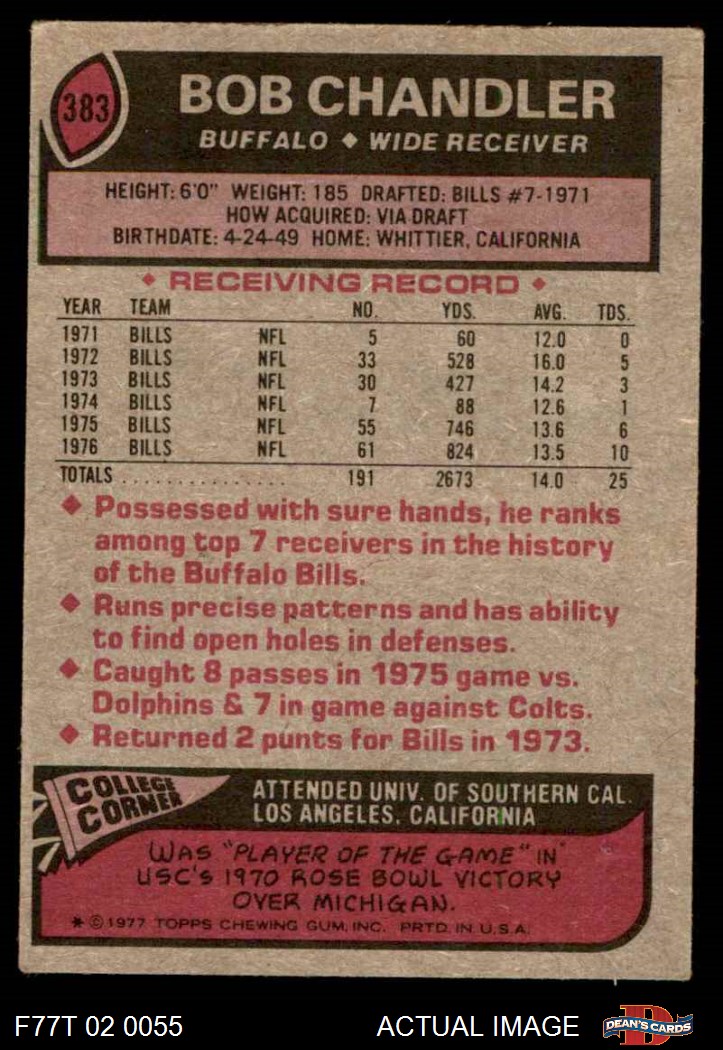 383
BOB CHANDLER
BUFFALO ◆ WIDE RECEIVER
HEIGHT: 6'0" WEIGHT: 185 DRAFTED: BILLS #7-1971
HOW ACQUIRED: VIA DRAFT
BIRTHDATE: 4-24-49 HOME: WHITTIER, CALIFORNIA
◆ RECEIVING RECORD ◆
YEAR TEAM NO. YDS. AVG. TDS.
1971 BILLS NFL 5 60 12.0 0
1972 BILLS NFL 33 528 16.0 5
1973 BILLS NFL 30 427 14.2 3
1974 BILLS NFL 7 88 12.6 1
1975 BILLS NFL 55 746 13.6 6
1976 BILLS NFL 61 824 13.5 10
TOTALS . . . . . . . . . . . . . . . . 191 2673 14.0 25
◆ Possessed with sure hands, he ranks
among top 7 receivers in the history
of the Buffalo Bills.
◆ Runs precise patterns and has ability
to find open holes in defenses.
◆ Caught 8 passes in 1975 game vs.
Dolphins & 7 in game against Colts.
◆ Returned 2 punts for Bills in 1973.
COLLEGE
CORNER
ATTENDED UNIV. OF SOUTHERN CAL.
LOS ANGELES, CALIFORNIA
WAS "PLAYER OF THE GAME" IN
USC'S 1970 ROSE BOWL VICTORY
OVER MICHIGAN.
* © 1977 TOPPS CHEWING GUM, INC. PRTD. IN U.S.A.
F77T 02 0055 ACTUAL IMAGE
D
DEAN'S CARDS